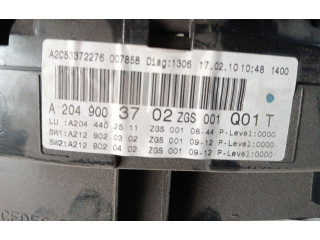 A2053372276 007858 Diag:1306 17.02.10 10:48 1400
A 204 900 37 02 ZGS 001 Q01 T
LU :A204 440 25 11 ZGS 001 08-44 P-Level:0000
SW1:A212 902 03 02 ZGS 001 09-12 P-Level:0000
SW2:A212 902 04 02 ZGS 001 09-12 P-Level:0000